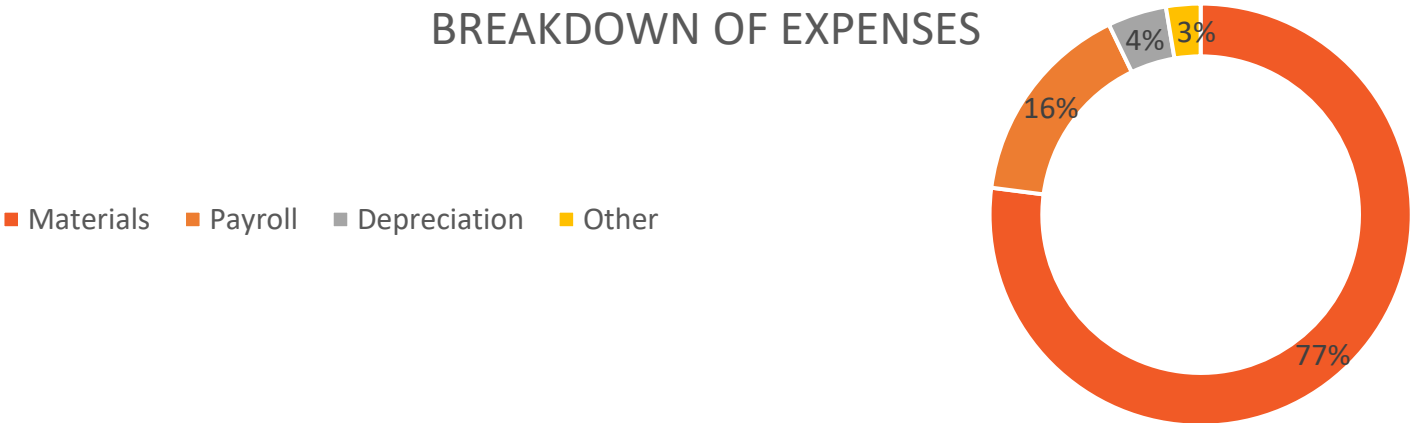 BREAKDOWN OF EXPENSES
4%
3%
16%
Materials Payroll Depreciation Other
77%